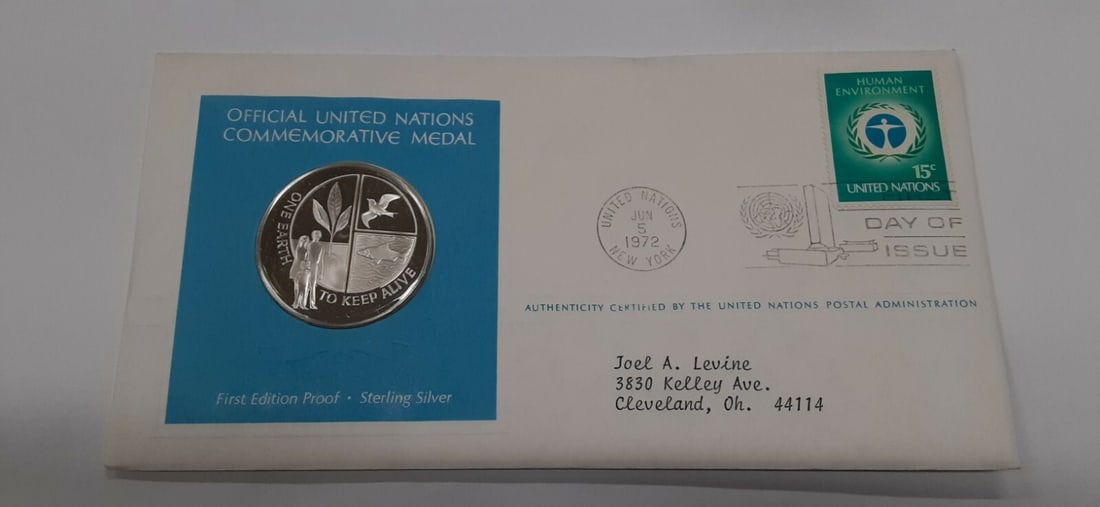 OFFICIAL UNITED NATIONS
COMMEMORATIVE MEDAL
ONE EARTH
TO KEEP ALIVE
First Edition Proof • Sterling Silver
HUMAN
ENVIRONMENT
15c
UNITED NATIONS
UNITED NATIONS
JUN
5
1972
NEW YORK
DAY OF
ISSUE
AUTHENTICITY CERTIFIED BY THE UNITED NATIONS POSTAL ADMINISTRATION
Joel A. Levine
3830 Kelley Ave.
Cleveland, Oh. 44114